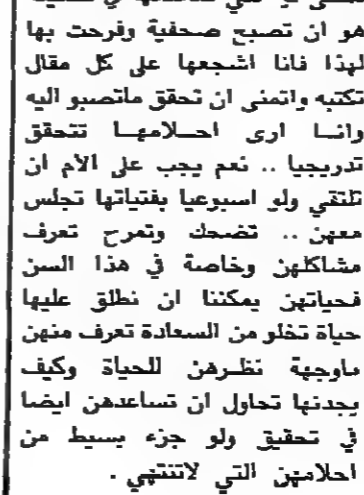 هو ان تصبح صحفية وفرحت بها
لهذا فانا اشجعها على كل مقال
تكتبه واتمنى ان تحقق ماتصبو اليه
وانا ارى احلامها تتحقق
تدريجيا .. نعم يجب على الأم ان
تلتقي ولو اسبوعيا بفتياتها تجلس
معهن .. تضحك وتمرح تعرف
مشاكلهن وخاصة في هذا السن
فحياتهن يمكننا ان نطلق عليها
حياة تخلو من السعادة تعرف منهن
ماوجهة نظرهن للحياة وكيف
يجدنها تحاول ان تساعدهن ايضا
في تحقيق ولو جزء بسيط من
احلامهن التي لاتنتهي .